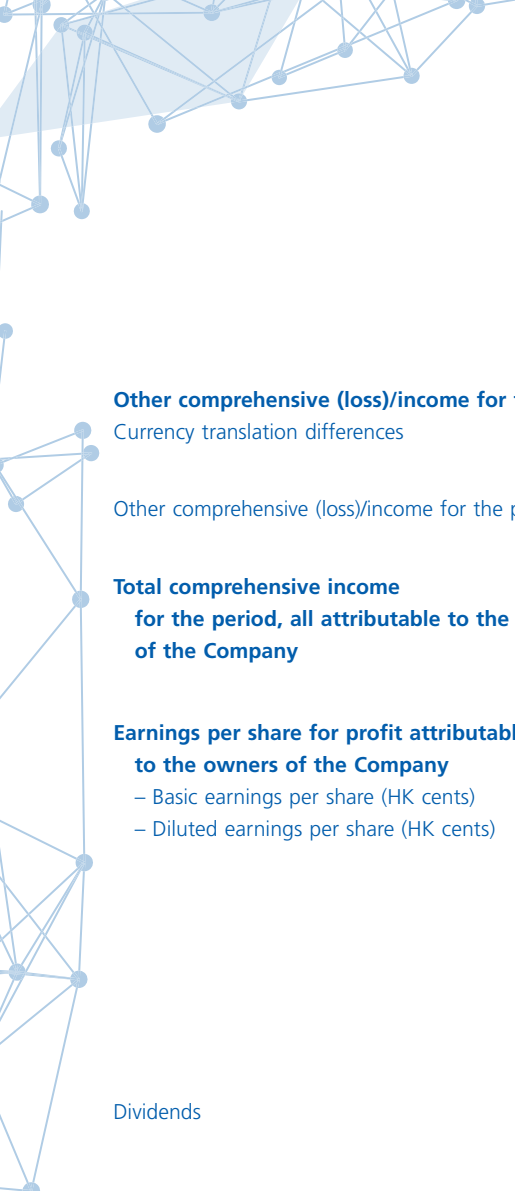 Other comprehensive (loss)/income for
Currency translation differences
Other comprehensive (loss)/income for the
Total comprehensive income
for the period, all attributable to the
of the Company
Earnings per share for profit
to the owners of the Company
– Basic earnings per share (HK cents)
– Diluted earnings per share (HK cents)
Dividends